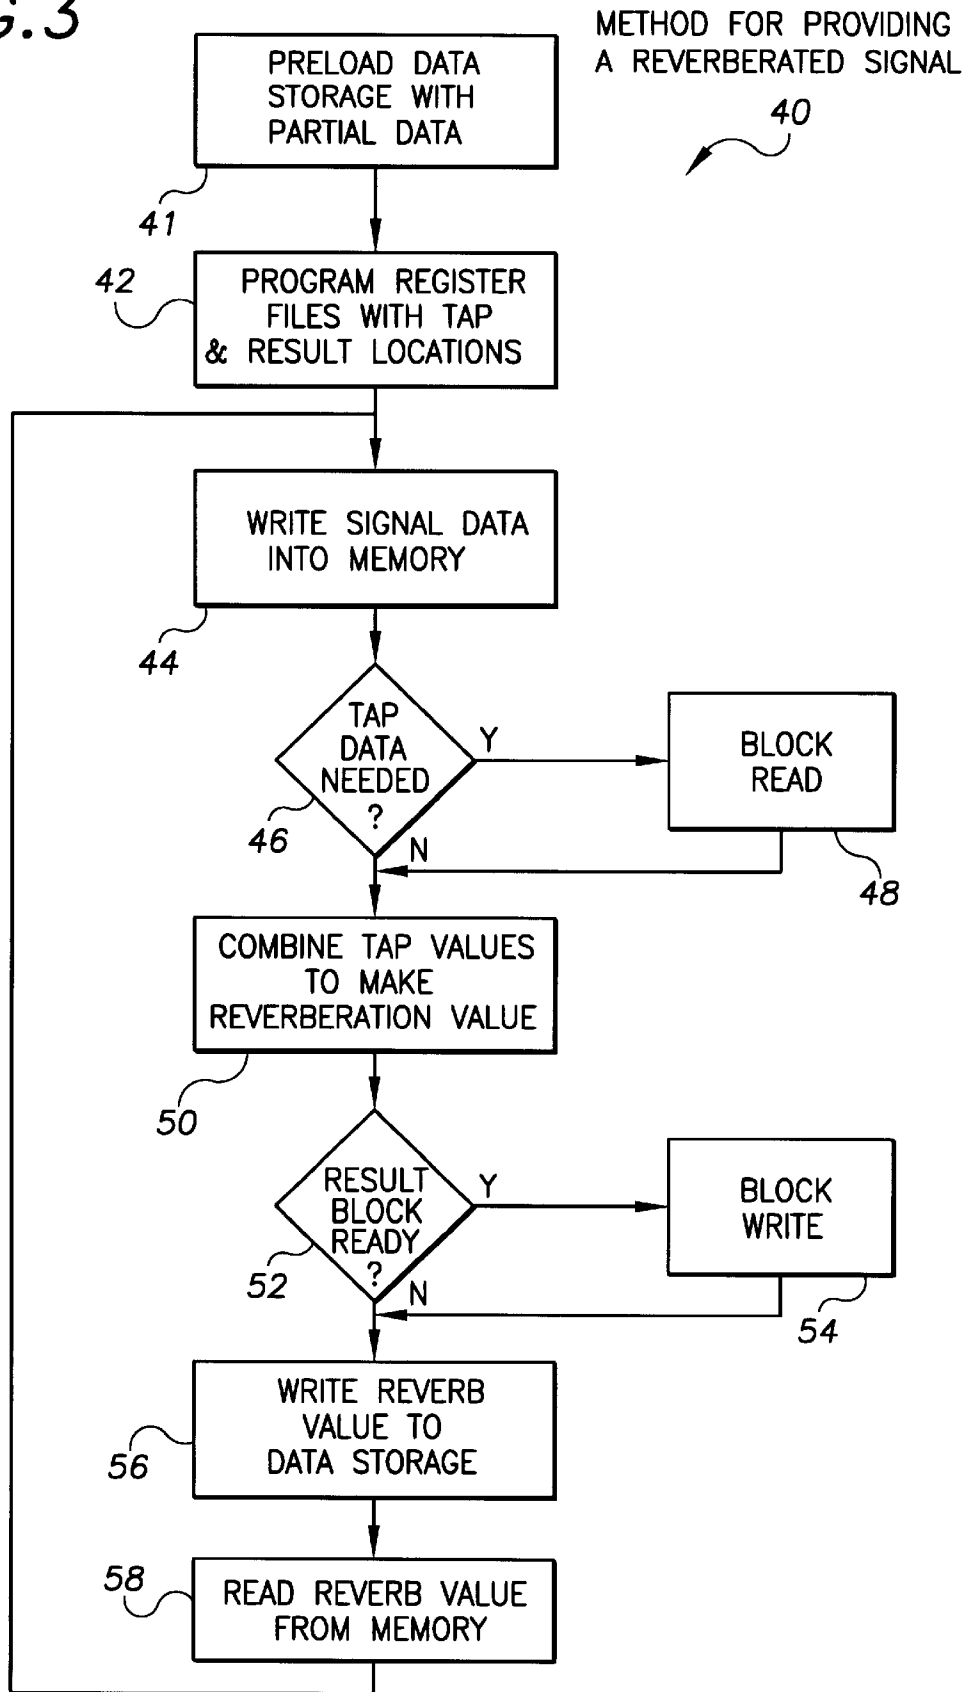 G.3
METHOD FOR PROVIDING
A REVERBERATED SIGNAL
40
PRELOAD DATA
STORAGE WITH
PARTIAL DATA
41
42
PROGRAM REGISTER
FILES WITH TAP
& RESULT LOCATIONS
WRITE SIGNAL DATA
INTO MEMORY
44
TAP
DATA
NEEDED
?
46
Y
N
BLOCK
READ
48
COMBINE TAP VALUES
TO MAKE
REVERBERATION VALUE
50
RESULT
BLOCK
READY
?
52
Y
N
BLOCK
WRITE
54
WRITE REVERB
VALUE TO
DATA STORAGE
56
58
READ REVERB VALUE
FROM MEMORY